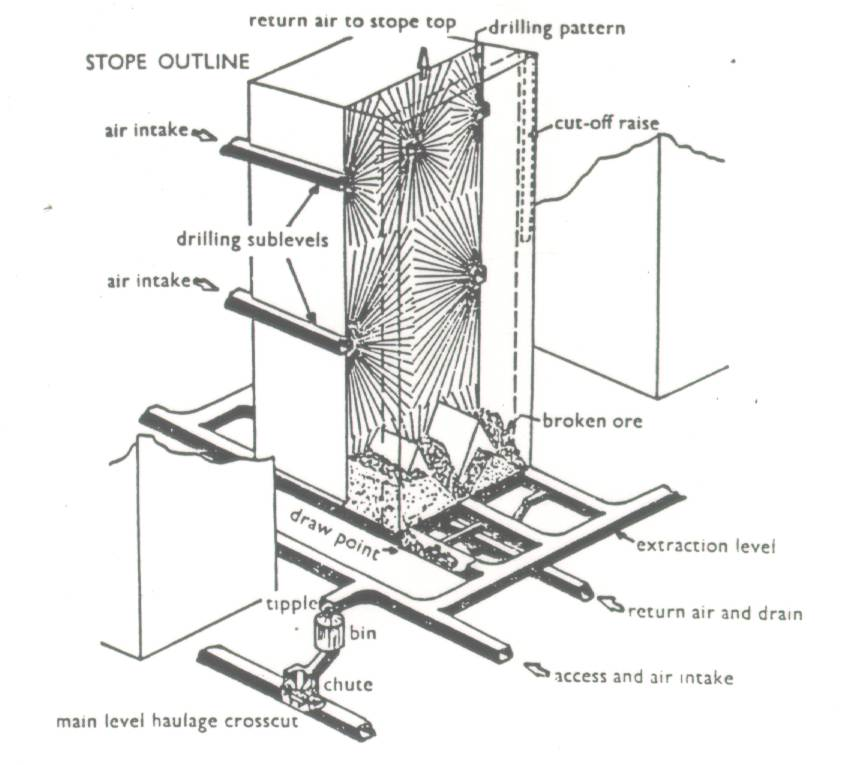 return air to stope top
drilling pattern
STOPE OUTLINE
air intake
cut-off raise
drilling sublevels
air intake
broken ore
draw point
extraction level
tipple
return air and drain
bin
access and air intake
chute
main level haulage crosscut